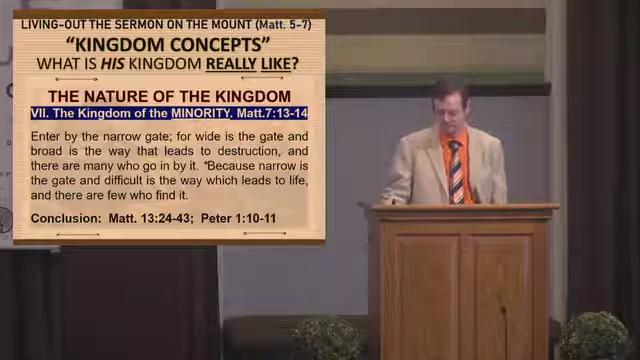 LIVING-OUT THE SERMON ON THE MOUNT (Matt. 5-7)
“KINGDOM CONCEPTS”
WHAT IS HIS KINGDOM REALLY LIKE?
THE NATURE OF THE KINGDOM
VII. The Kingdom of the MINORITY. Matt.7:13-14
Enter by the narrow gate; for wide is the gate and
broad is the way that leads to destruction, and
there are many who go in by it. "Because narrow is
the gate and difficult is the way which leads to life,
and there are few who find it.
Conclusion: Matt. 13:24-43; Peter 1:10-11